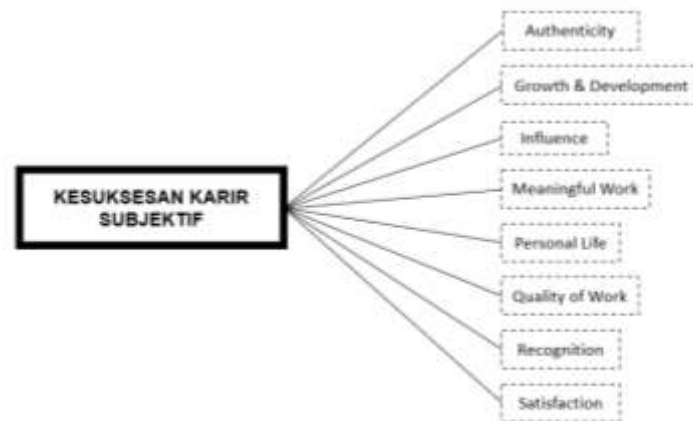 Authenticity
Growth & Development
Influence
KESUKSESAN KARIR
SUBJEKTIF
Meaningful Work
Personal Life
Quality of Work
Recognition
Satisfaction